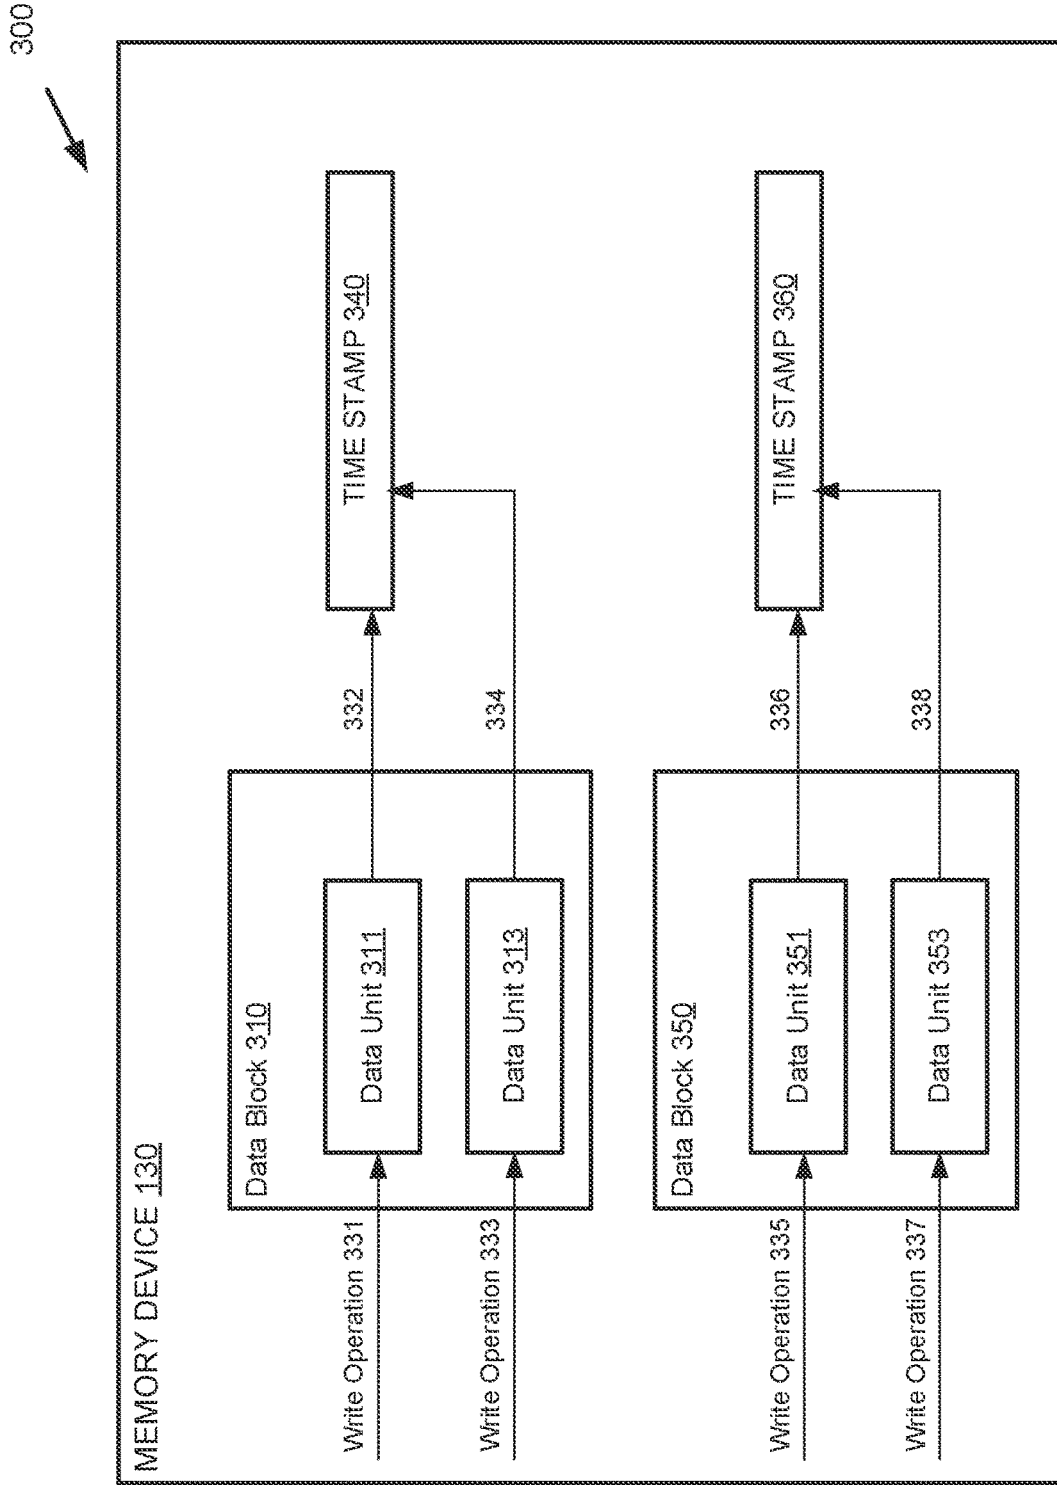 300
MEMORY DEVICE 130
Data Block 310
Write Operation 331
Data Unit 311
332
TIME STAMP 340
Write Operation 333
Data Unit 313
334
Data Block 350
Write Operation 335
Data Unit 351
336
TIME STAMP 360
Write Operation 337
Data Unit 353
338